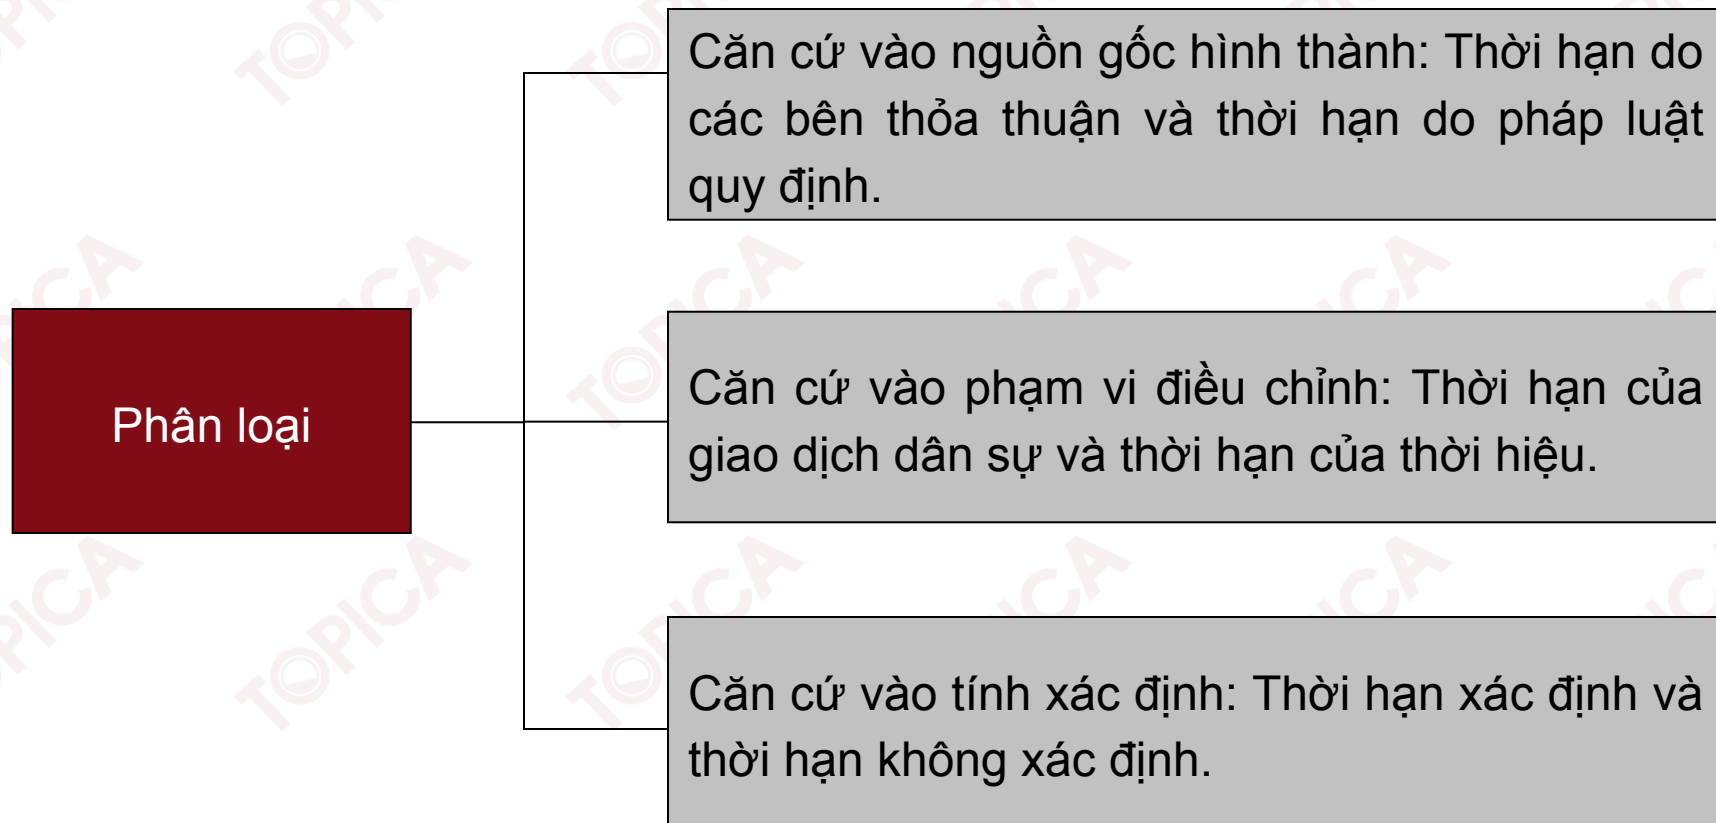 Căn cứ vào nguồn gốc hình thành: Thời hạn do
các bên thỏa thuận và thời hạn do pháp luật
quy định.
Phân loại
Căn cứ vào phạm vi điều chỉnh: Thời hạn của
giao dịch dân sự và thời hạn của thời hiệu.
Căn cứ vào tính xác định: Thời hạn xác định và
thời hạn không xác định.
TOPICA